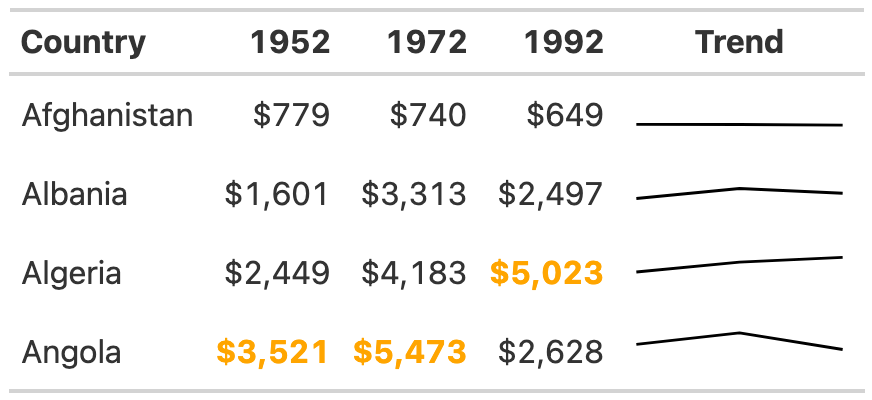 Country 1952 1972 1992 Trend
Afghanistan $779 $740 $649
Albania $1,601 $3,313 $2,497
Algeria $2,449 $4,183 $5,023
Angola $3,521 $5,473 $2,628